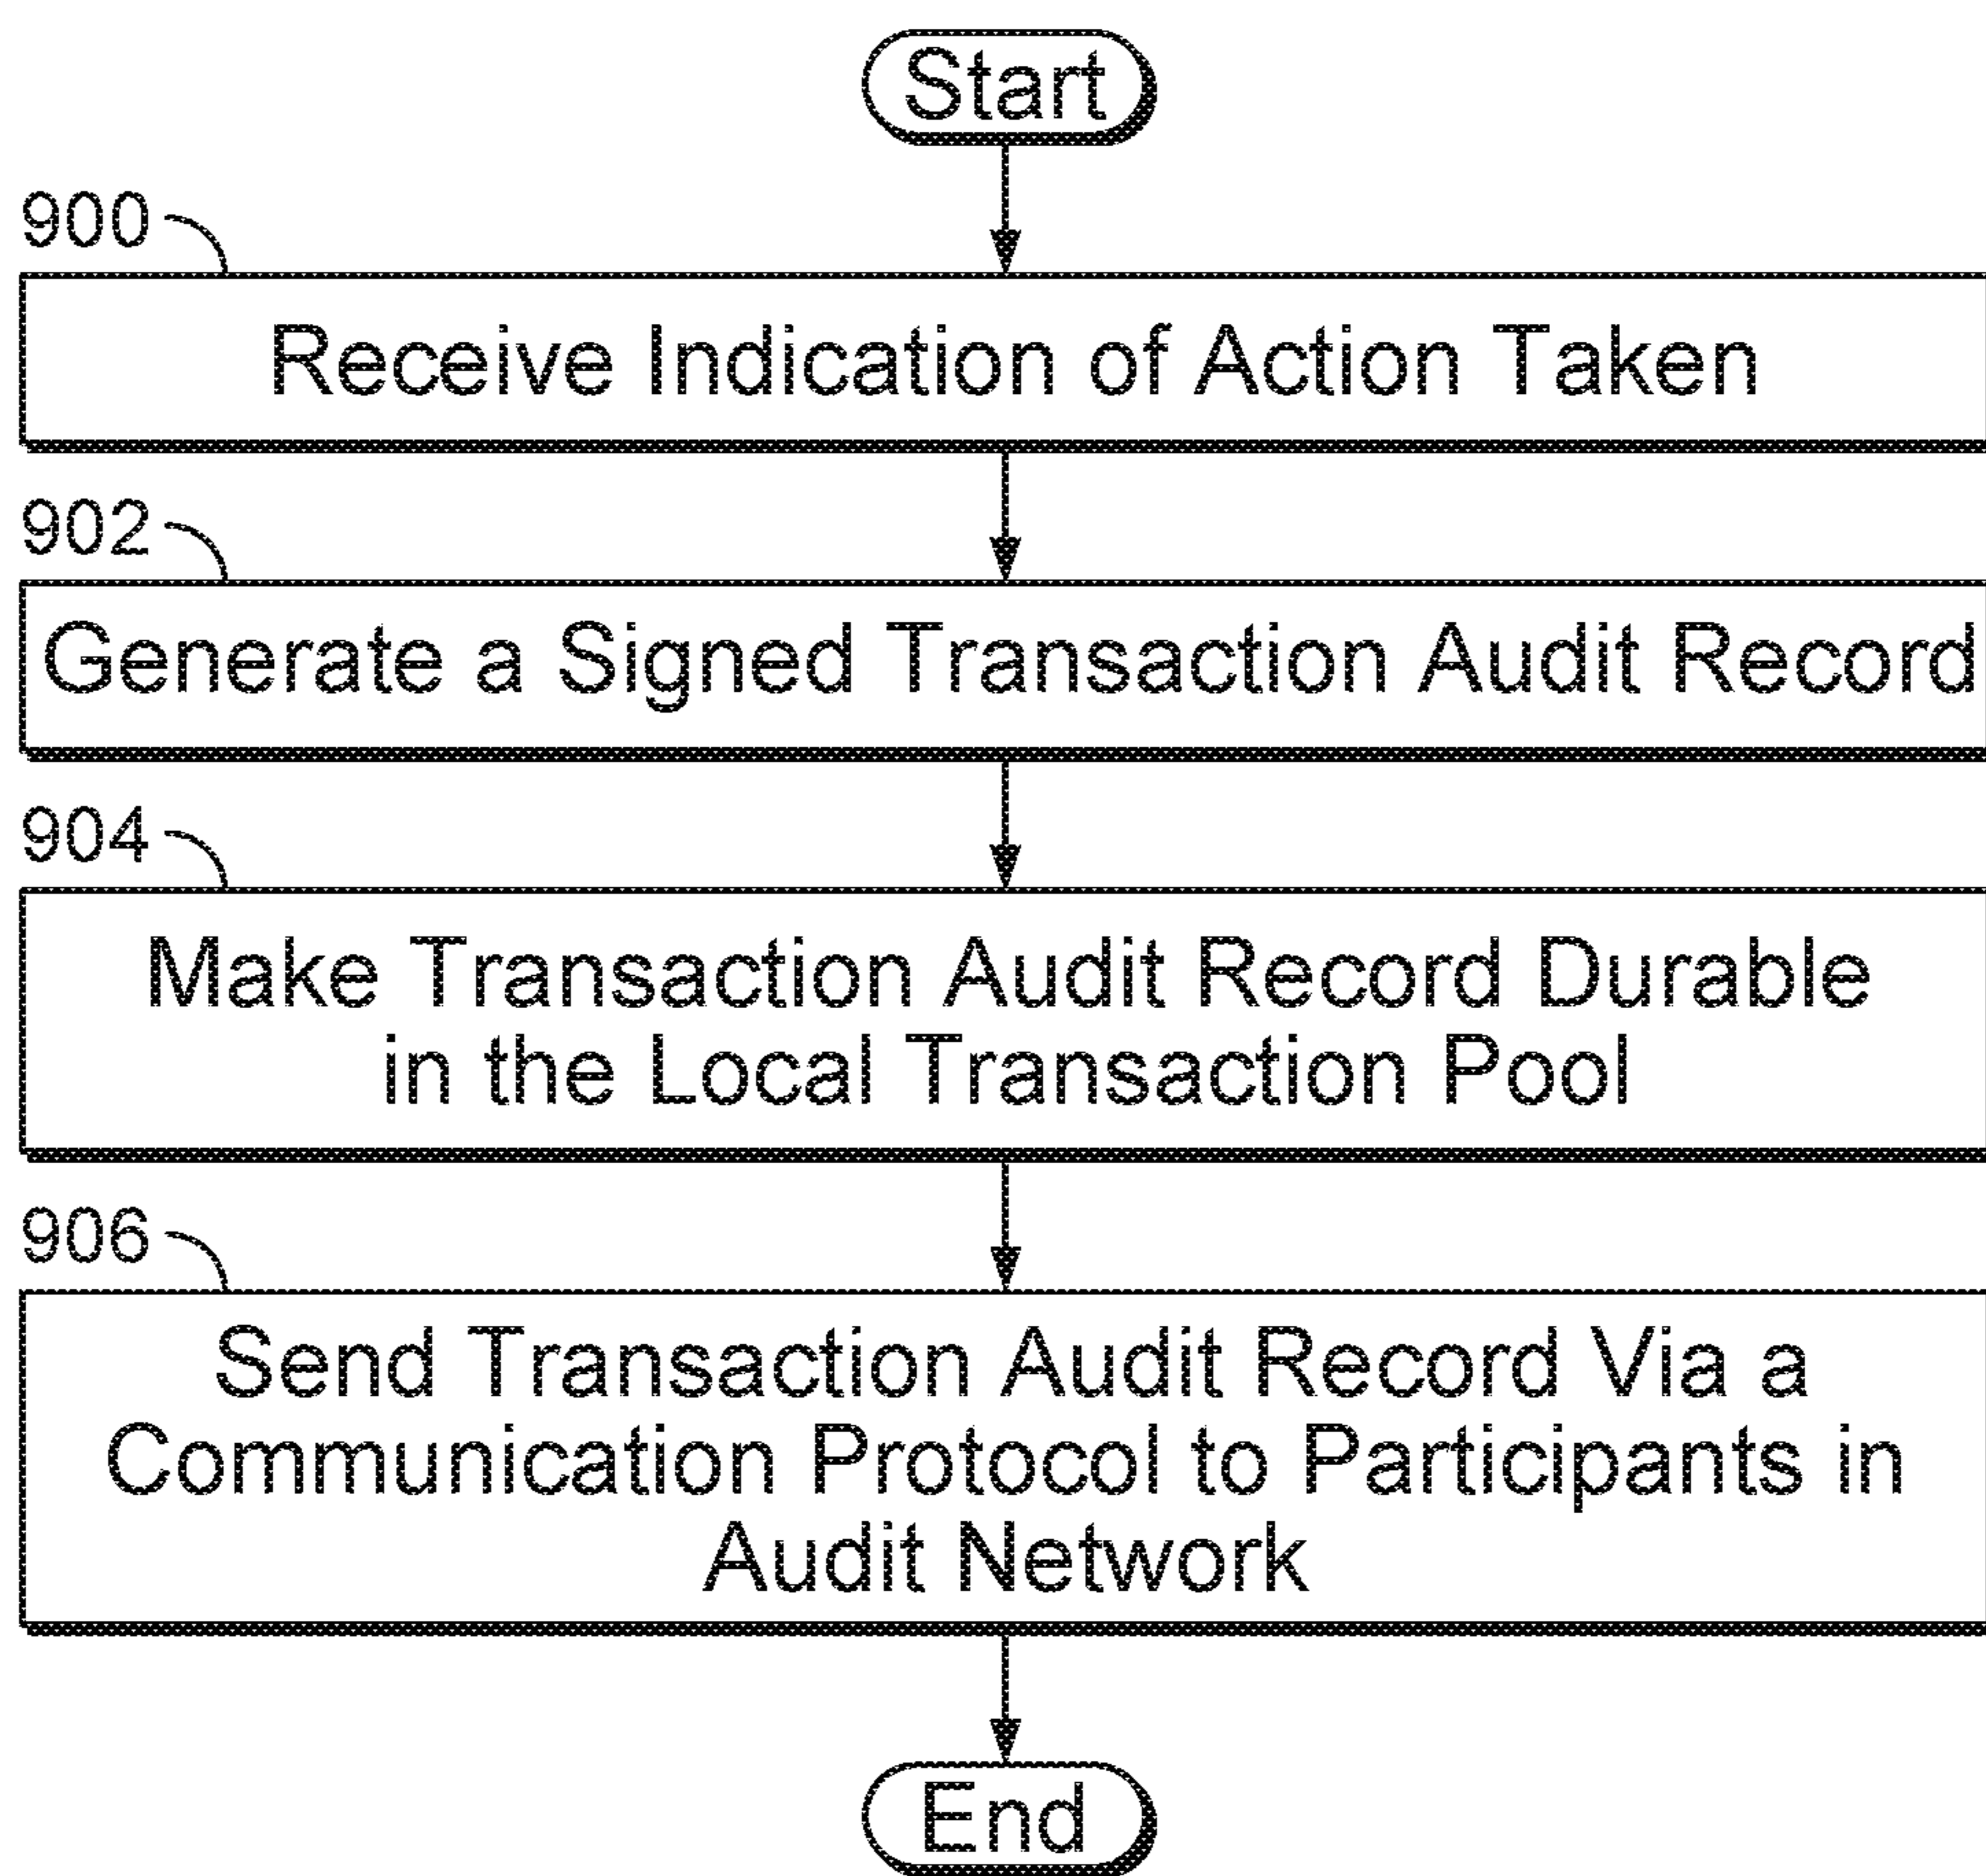 Start
900
Receive Indication of Action Taken
902
Generate a Signed Transaction Audit Record
904
Make Transaction Audit Record Durable
in the Local Transaction Pool
906
Send Transaction Audit Record Via a
Communication Protocol to Participants in
Audit Network
End